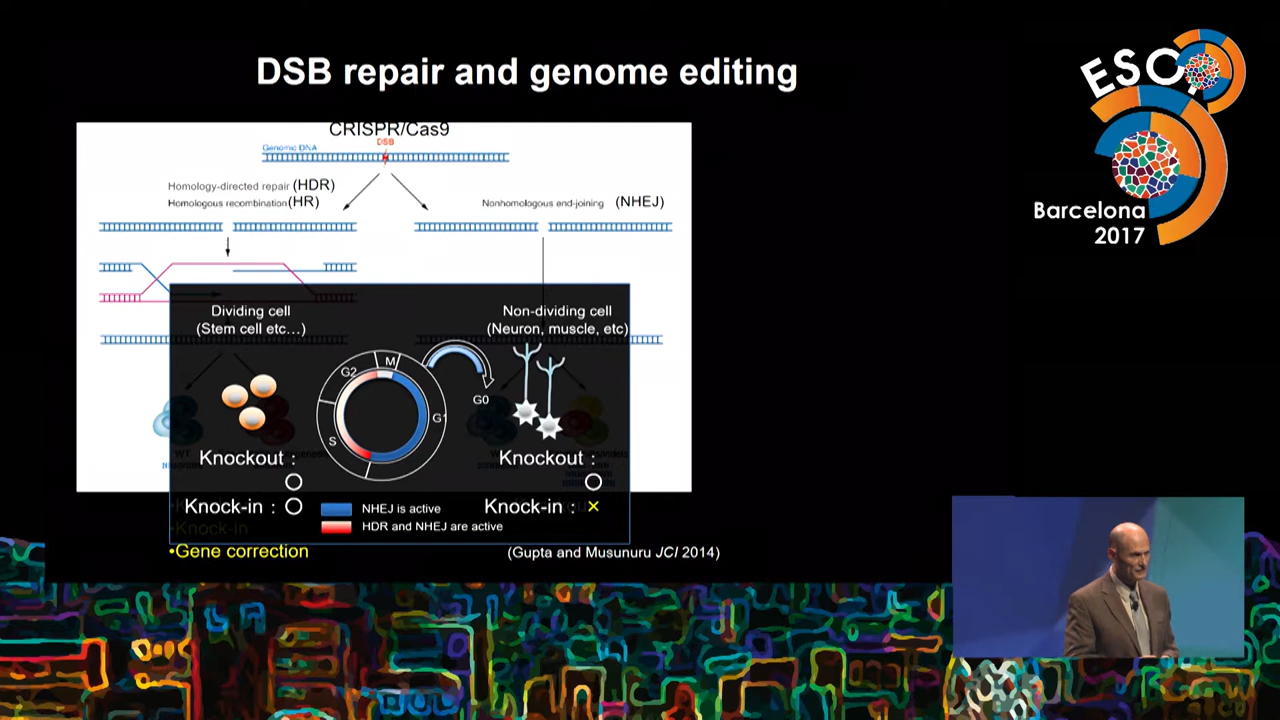 DSB repair and genome editing
ESO
Barcelona
2017
CRISPR/Cas9
DSB
Genomic DNA
Homology-directed repair (HDR)
Homologous recombination (HR)
Nonhomologous end-joining (NHEJ)
Dividing cell
(Stem cell etc…)
Non-dividing cell
(Neuron, muscle, etc)
M
G2
G0
G1
S
WT
Knockout :
Knock-in :
Knockout :
Knock-in :
NHEJ is active
HDR and NHEJ are active
Knock-in
•Gene correction
(Gupta and Musunuru JCI 2014)